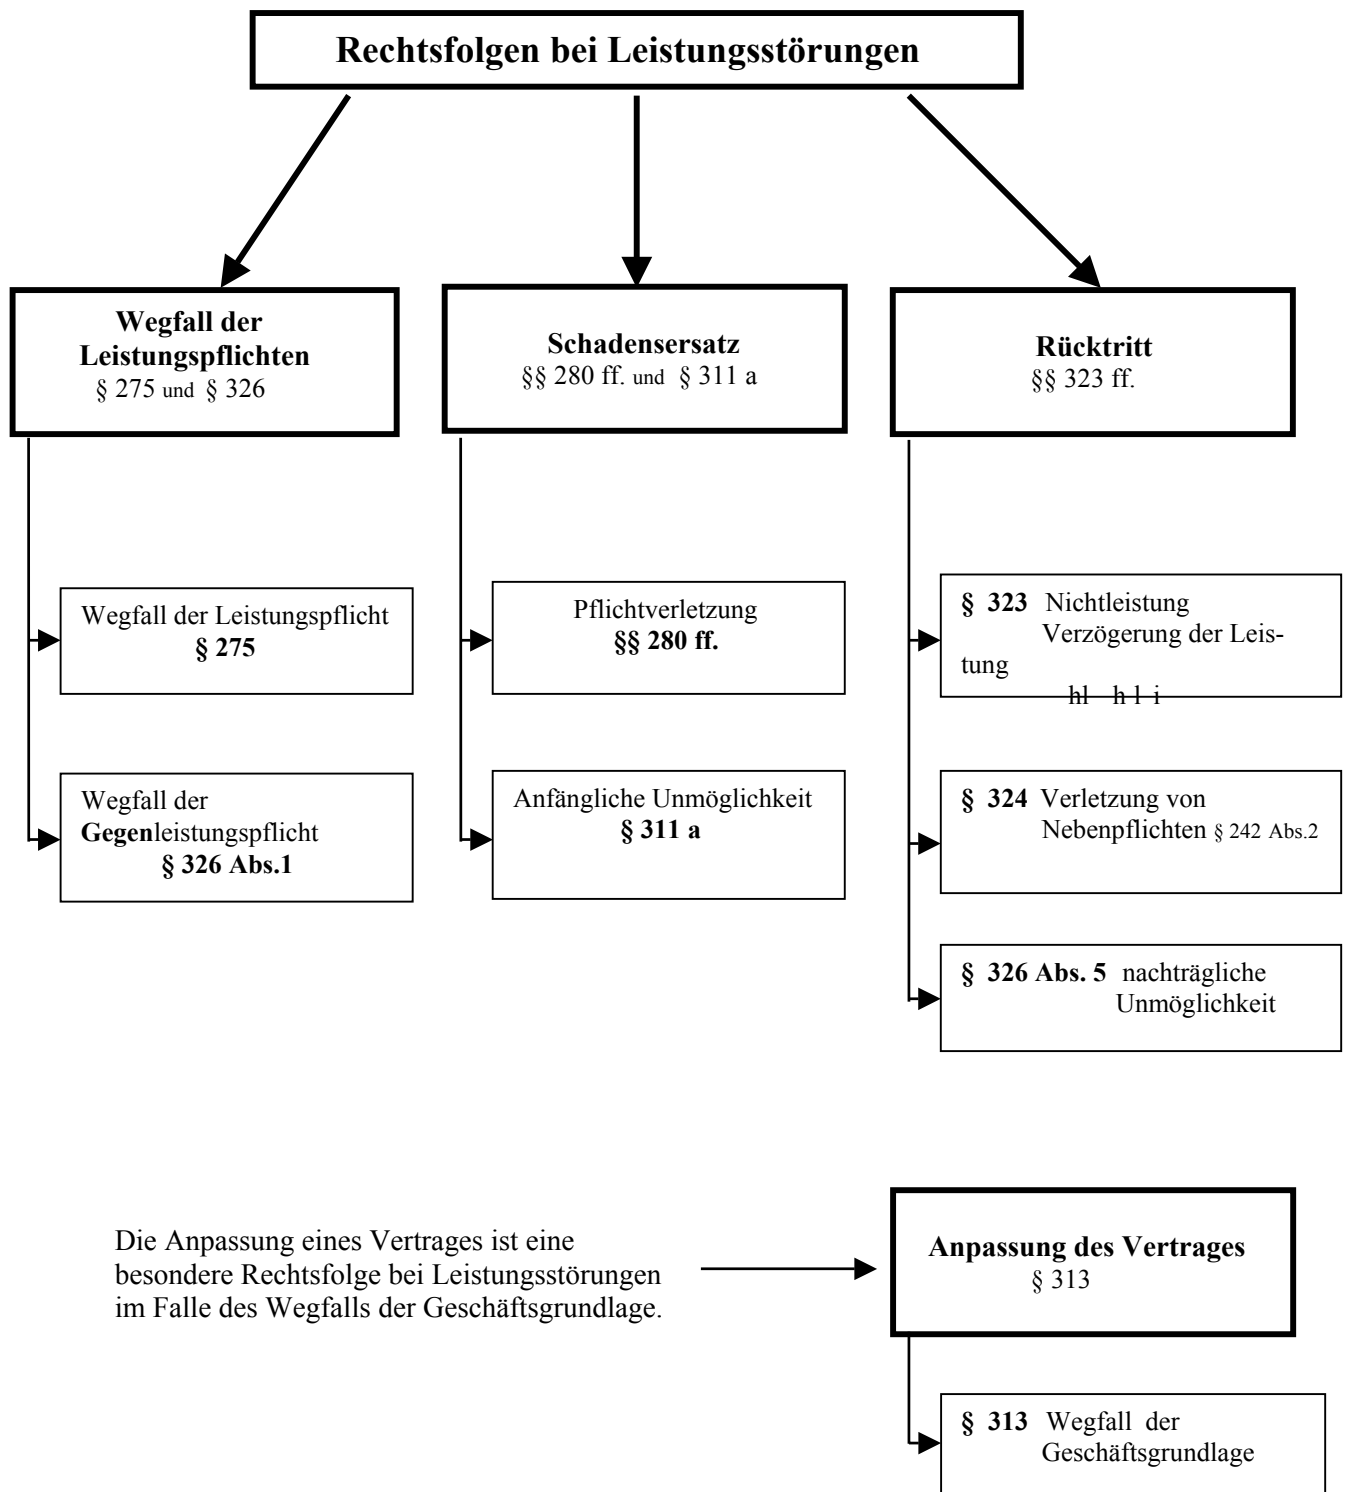 Rechtsfolgen bei Leistungsstörungen
Wegfall der
Leistungspflichten
§ 275 und § 326
Schadensersatz
§§ 280 ff. und § 311 a
Rücktritt
§§ 323 ff.
Wegfall der Leistungspflicht
§ 275
Wegfall der
Gegenleistungspflicht
§ 326 Abs.1
Pflichtverletzung
§§ 280 ff.
Anfängliche Unmöglichkeit
§ 311 a
§ 323 Nichtleistung
Verzögerung der Leis-
tung
§ 324 Verletzung von
Nebenpflichten § 242 Abs.2
§ 326 Abs. 5 nachträgliche
Unmöglichkeit
Die Anpassung eines Vertrages ist eine
besondere Rechtsfolge bei Leistungsstörungen
im Falle des Wegfalls der Geschäftsgrundlage.
Anpassung des Vertrages
§ 313
§ 313 Wegfall der
Geschäftsgrundlage